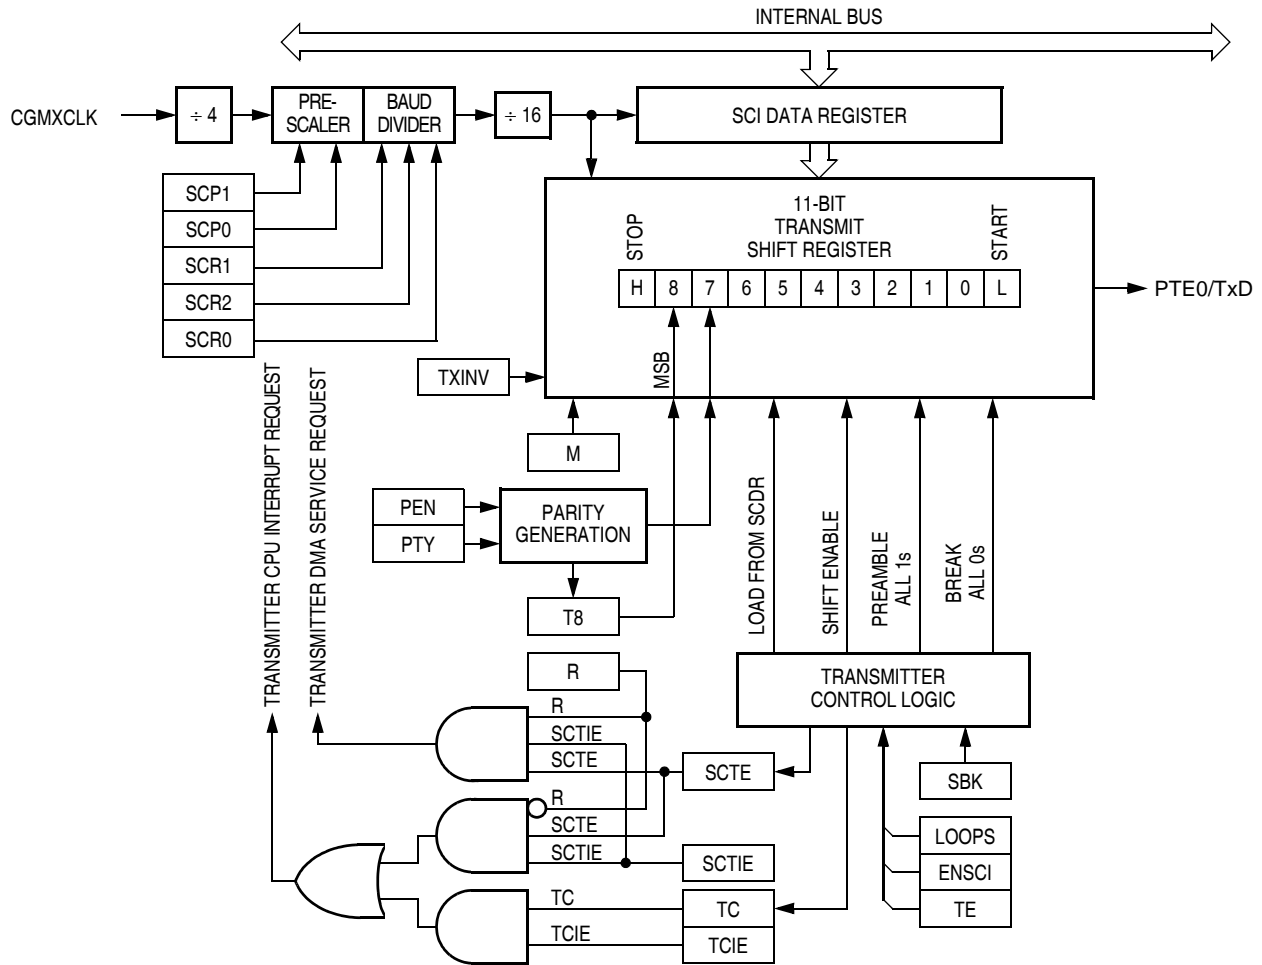 INTERNAL BUS
CGMXCLK
÷ 4
PRE-
SCALER
BAUD
DIVIDER
÷ 16
SCI DATA REGISTER
SCP1
SCP0
SCR1
SCR2
SCR0
11-BIT
TRANSMIT
SHIFT REGISTER
STOP
START
H 8 7 6 5 4 3 2 1 0 L
PTE0/TxD
MSB
TXINV
M
PEN
PTY
PARITY
GENERATION
T8
TRANSMITTER CPU INTERRUPT REQUEST
TRANSMITTER DMA SERVICE REQUEST
LOAD FROM SCDR
SHIFT ENABLE
PREAMBLE
ALL 1s
BREAK
ALL 0s
TRANSMITTER
CONTROL LOGIC
R
R
SCTIE
SCTE
SCTE
SBK
R
SCTE
SCTIE
SCTIE
LOOPS
ENSCI
TE
TC
TC
TCIE
TCIE